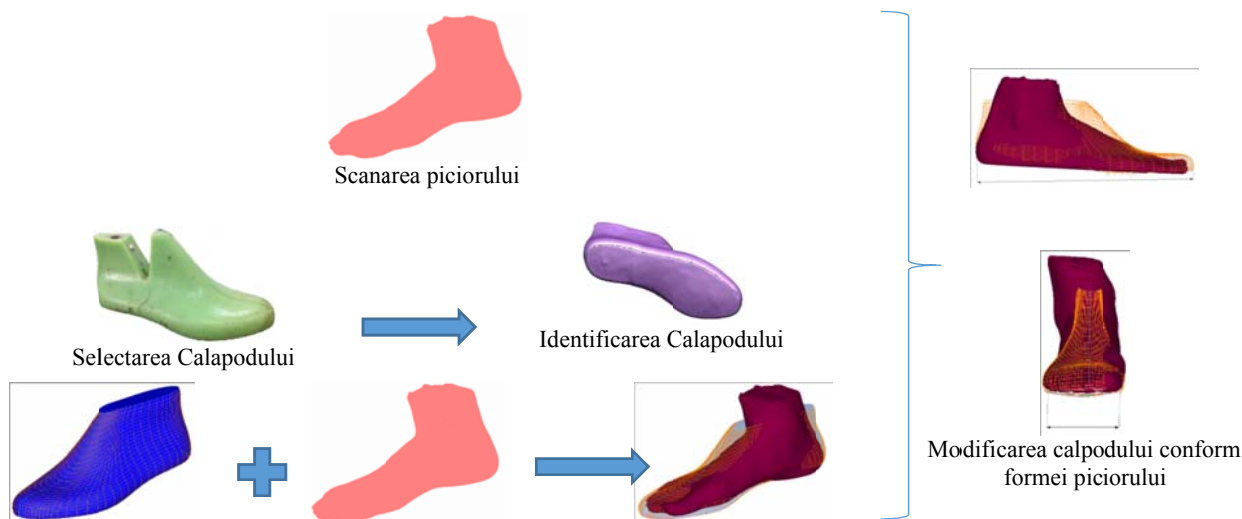 Scanarea piciorului
Selectarea Calapodului
Identificarea Calapodului
Modificarea calpodului conform
formei piciorului